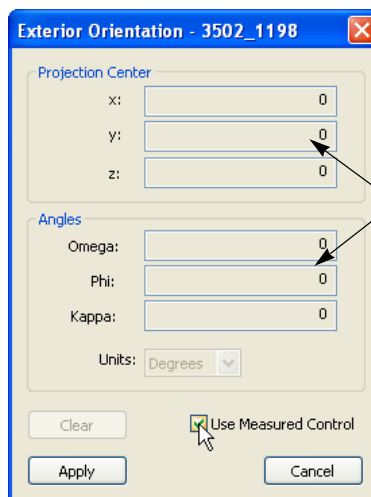 Exterior Orientation - 3502_1198
Projection Center
x: 0
y: 0
z: 0
Angles
Omega: 0
Phi: 0
Kappa: 0
Units: Degrees
Clear Use Measured Control
Apply Cancel